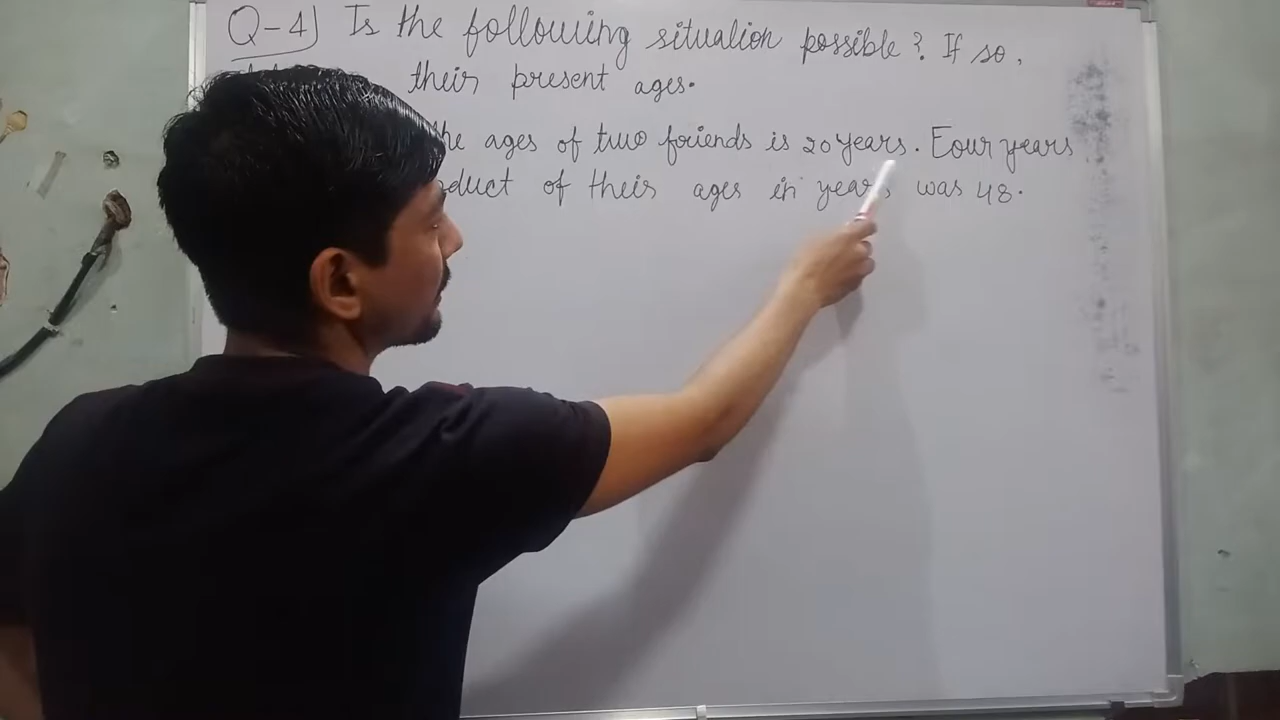 Q-4) Is the following situation possible? If so,
their present ages.
the ages of two friends is 20 years. Four years
of their ages in years was 48.